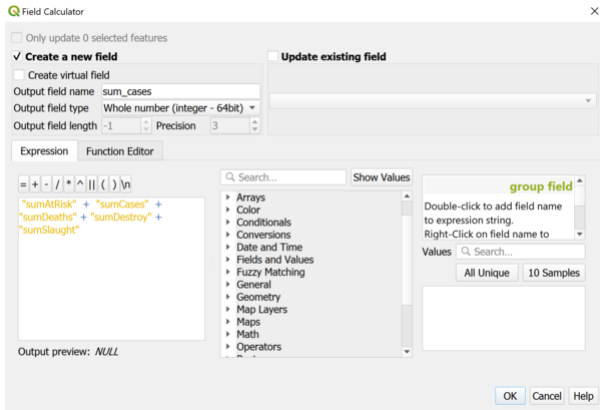 Field Calculator
Only update 0 selected features
Create a new field
Update existing field
Create virtual field
Output field name sum_cases
Output field type Whole number (integer - 64bit)
Output field length -1 Precision 3
Expression Function Editor
= + - / * ^ || ( ) \n
Search... Show Values
"sumAtRisk" + "sumCases" +
"sumDeaths" + "sumDestroy" +
"sumSlaught"
Output preview: NULL
Arrays
Color
Conditionals
Conversions
Date and Time
Fields and Values
Fuzzy Matching
General
Geometry
Map Layers
Maps
Math
Operators
group field
Double-click to add field name
to expression string.
Right-Click on field name to
Values Search...
All Unique 10 Samples
OK Cancel Help